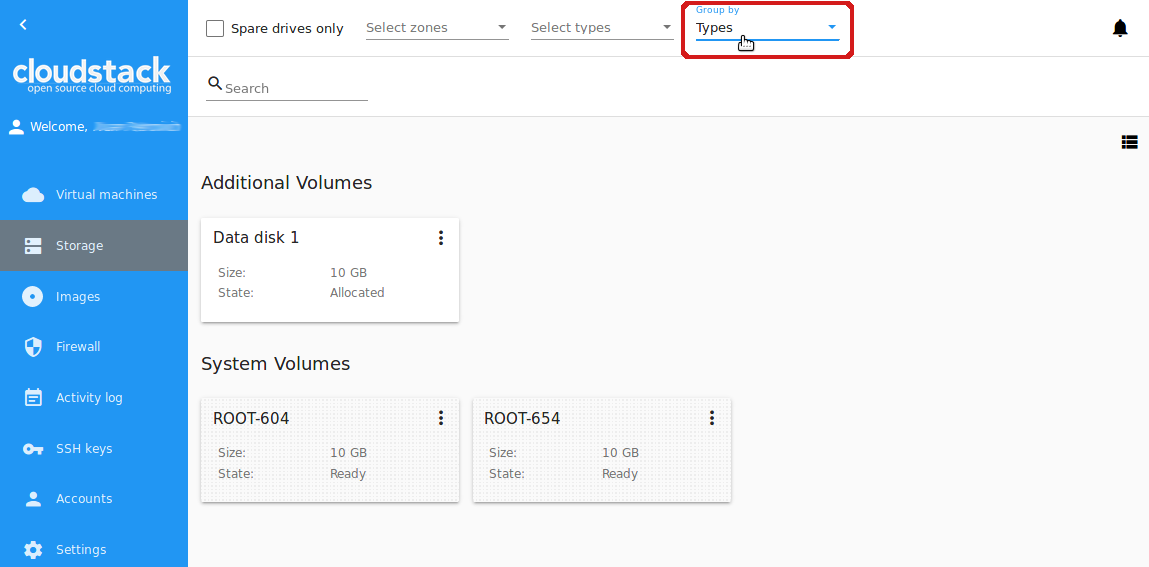 Spare drives only
Select zones
Select types
Group by
Types
cloudstack
open source cloud computing
Search
Welcome,
Virtual machines
Storage
Images
Firewall
Activity log
SSH keys
Accounts
Settings
Additional Volumes
Data disk 1
Size: 10 GB
State: Allocated
System Volumes
ROOT-604
Size: 10 GB
State: Ready
ROOT-654
Size: 10 GB
State: Ready